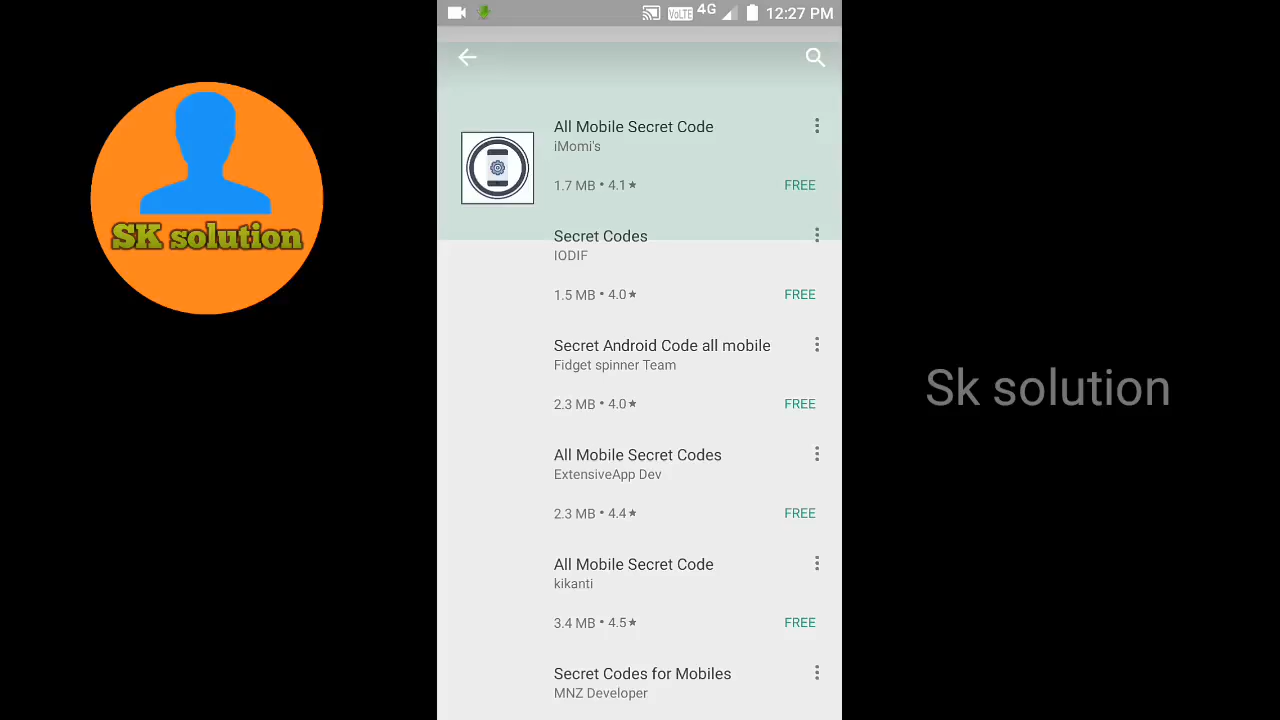 VoLTE 4G 12:27 PM
All Mobile Secret Code
iMomi's
1.7 MB • 4.1★ FREE
Secret Codes
IODIF
1.5 MB • 4.0★ FREE
Secret Android Code all mobile
Fidget spinner Team
2.3 MB • 4.0★ FREE
All Mobile Secret Codes
ExtensiveApp Dev
2.3 MB • 4.4★ FREE
All Mobile Secret Code
kikanti
3.4 MB • 4.5★ FREE
Secret Codes for Mobiles
MNZ Developer
SK solution
Sk solution